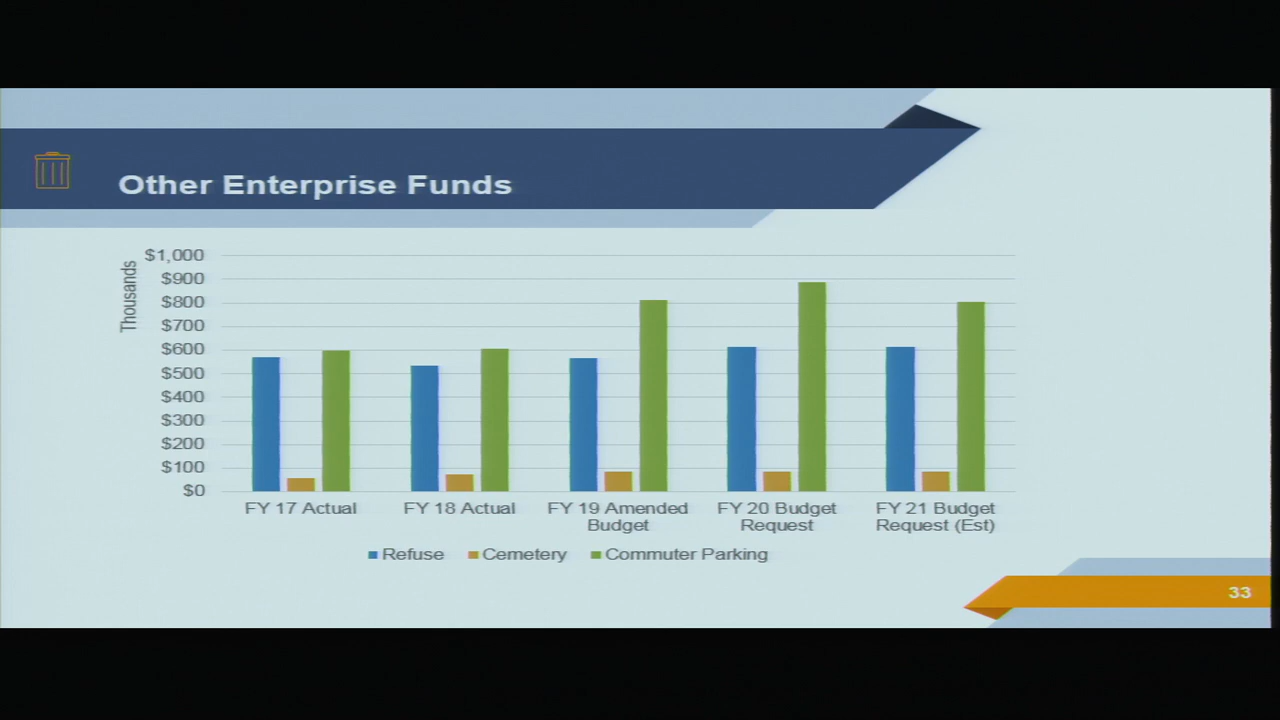 Other Enterprise Funds
Thousands
$1,000
$900
$800
$700
$600
$500
$400
$300
$200
$100
$0
FY 17 Actual
FY 18 Actual
FY 19 Amended
Budget
FY 20 Budget
Request
FY 21 Budget
Request (Est)
Refuse
Cemetery
Commuter Parking
33